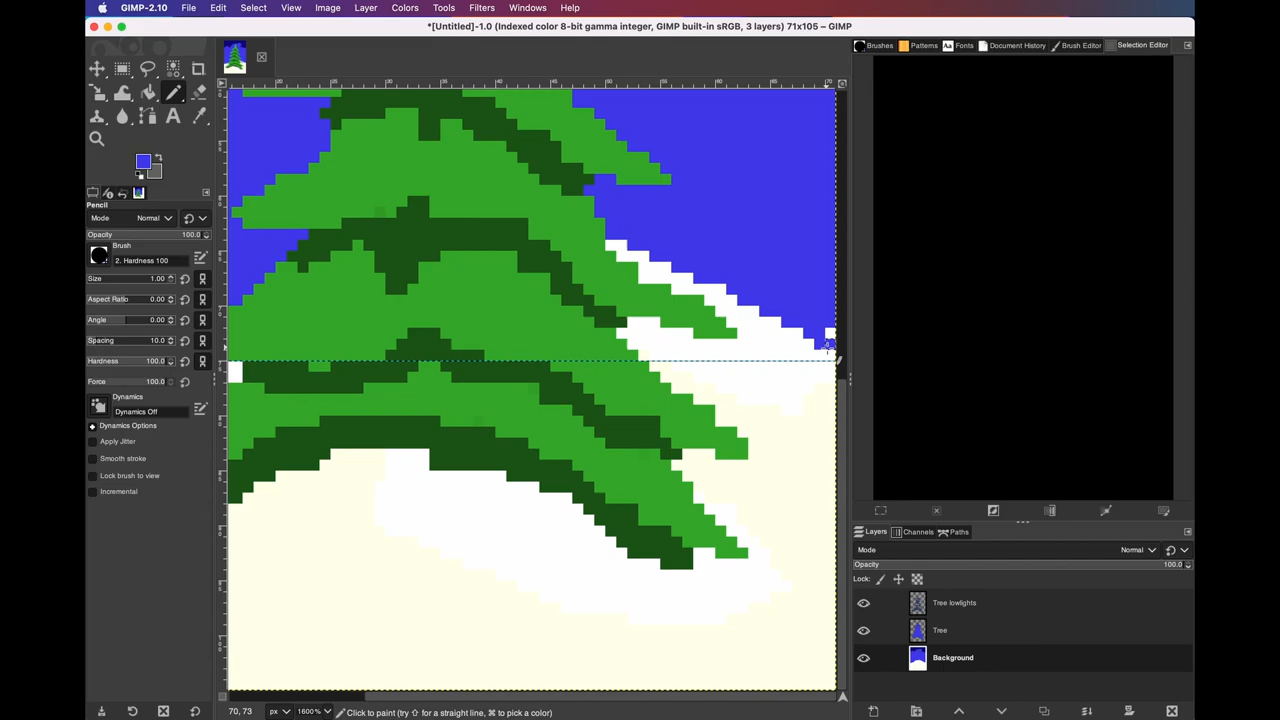 GIMP-2.10 File Edit Select View Image Layer Colors Tools Filters Windows Help
*[Untitled]-1.0 (Indexed color 8-bit gamma integer, GIMP built-in sRGB, 3 layers) 71x105 – GIMP
Brushes Patterns Aa Fonts Document History Brush Editor Selection Editor
Pencil
Mode Normal
Opacity 100.0
Brush
2. Hardness 100
Size 1.00
Aspect Ratio 0.00
Angle 0.00
Spacing 10.0
Hardness 100.0
Force 100.0
Dynamics
Dynamics Off
Dynamics Options
Apply Jitter
Smooth stroke
Lock brush to view
Incremental
Layers Channels Paths
Mode Normal
Opacity 100.0
Lock:
Tree lowlights
Tree
Background
70, 73 px 1600% Click to paint (try ⇧ for a straight line, ⌘ to pick a color)